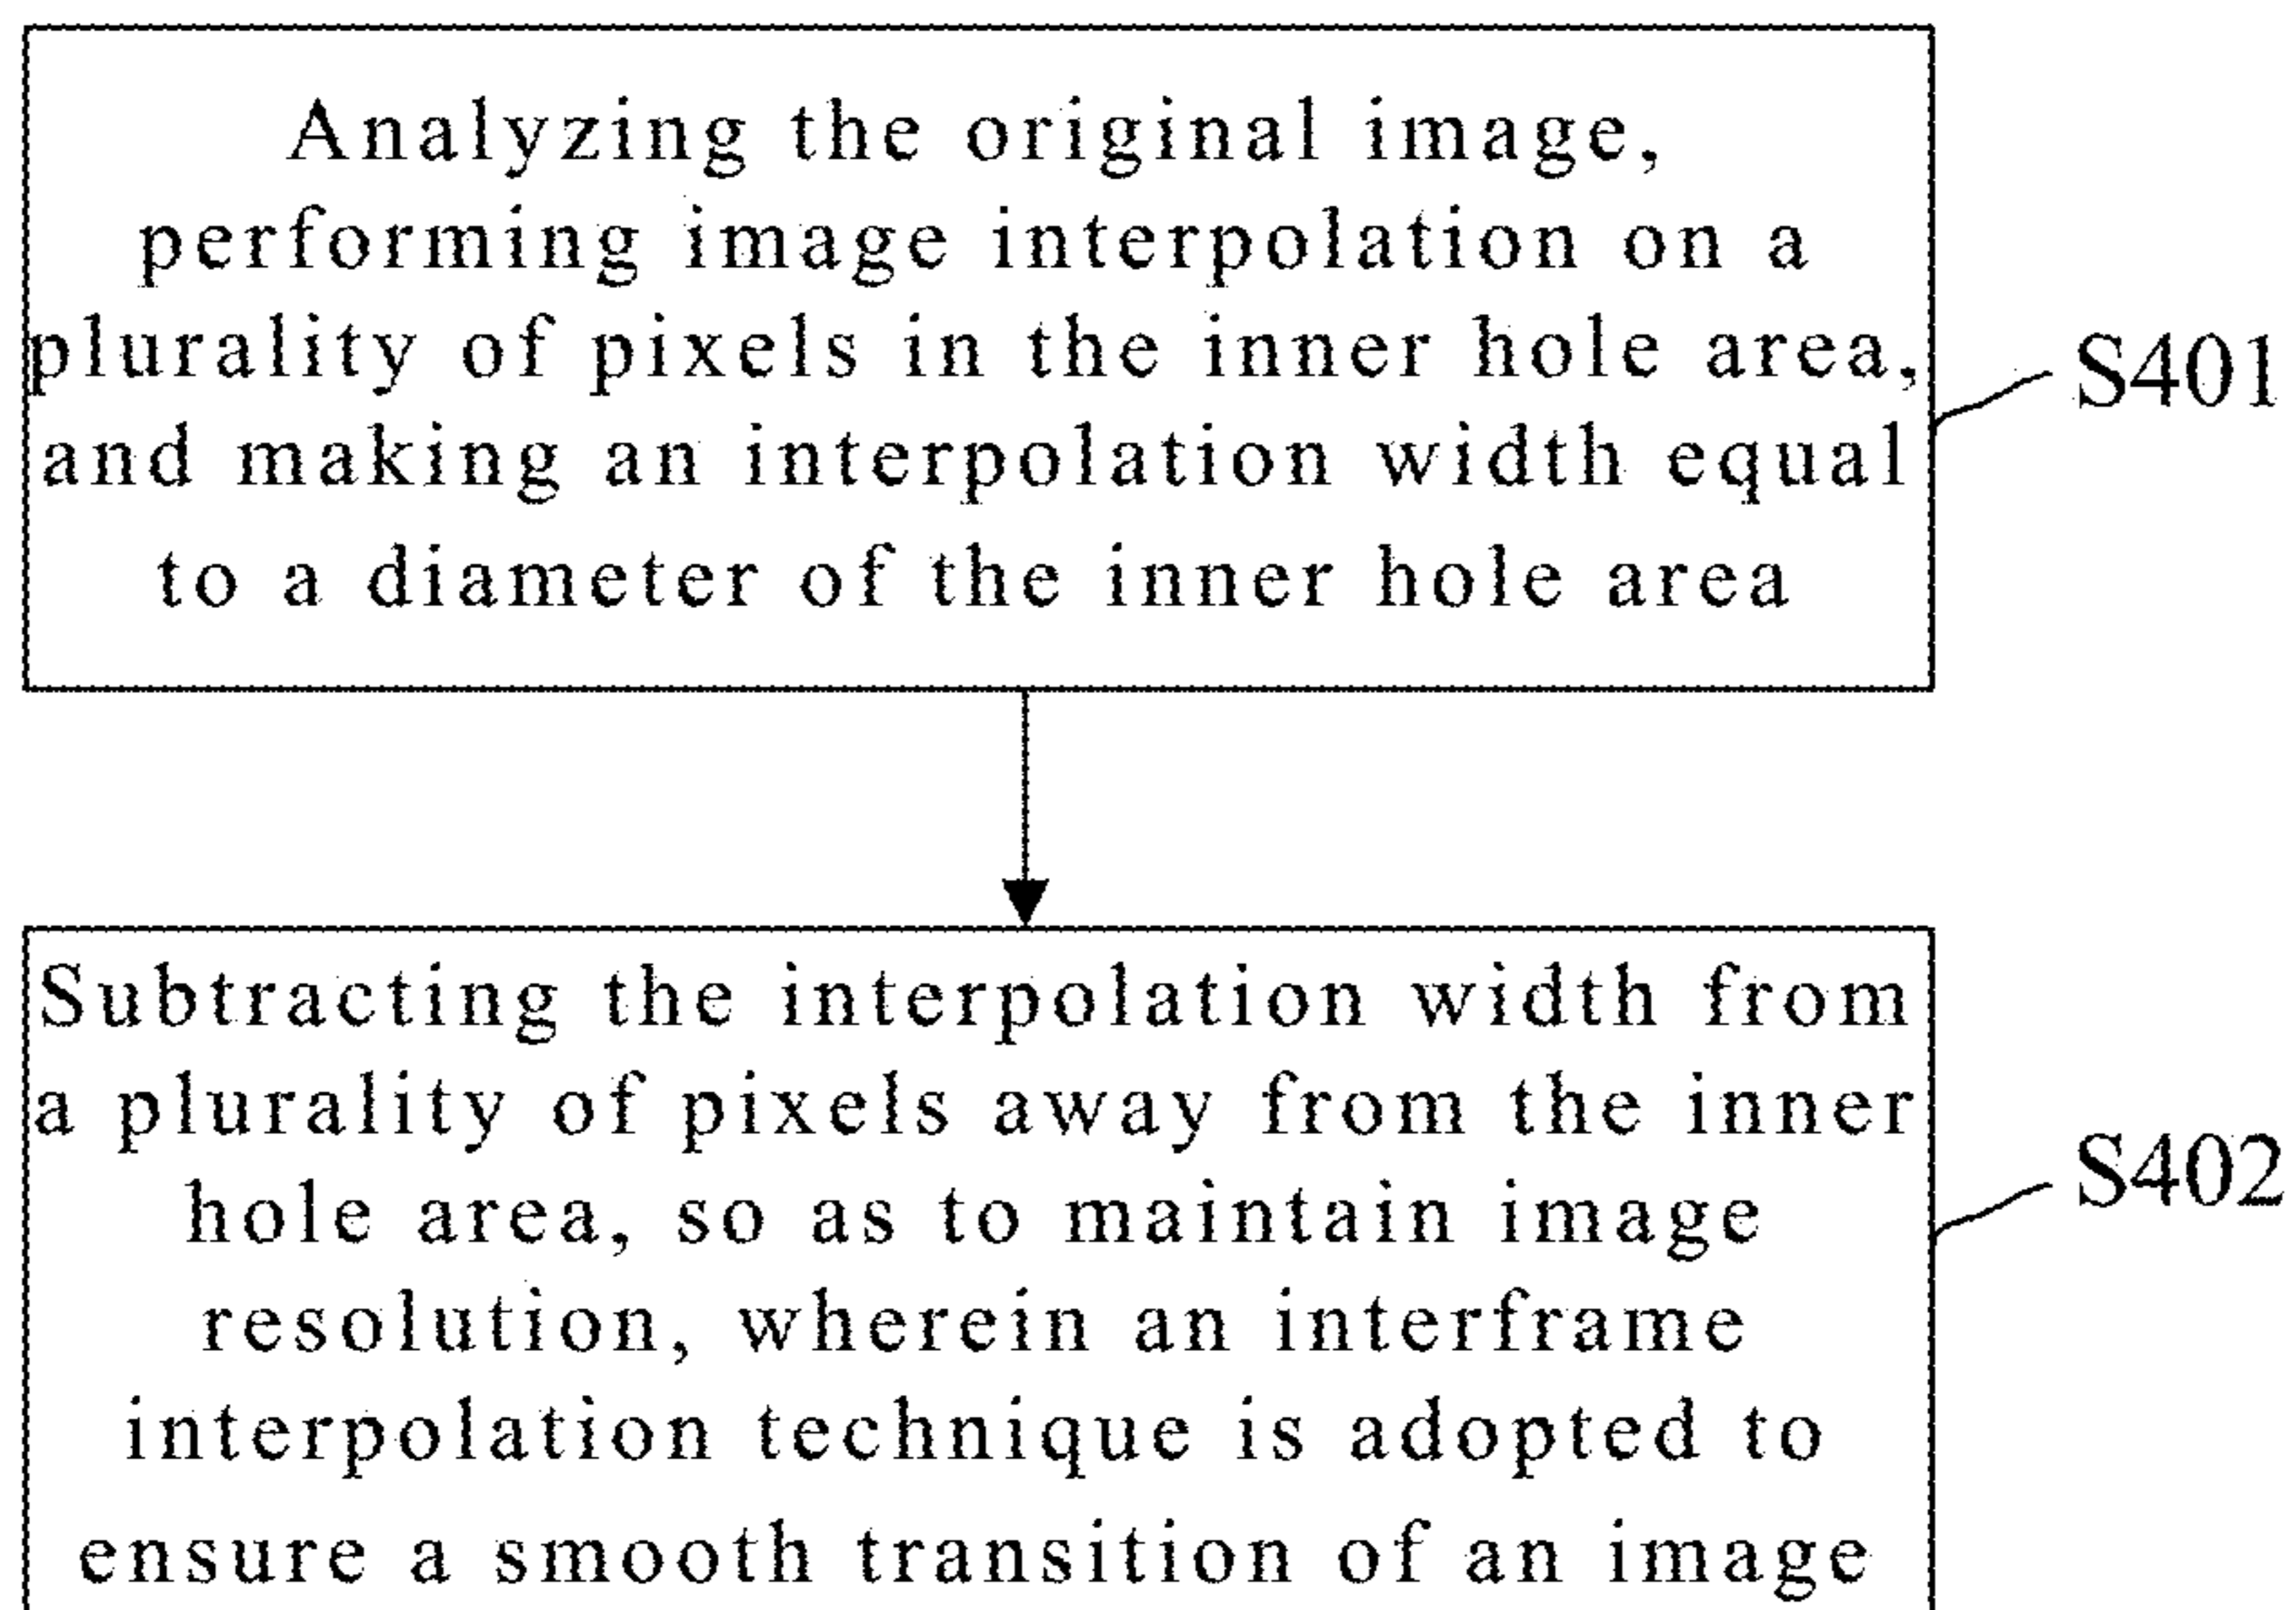 Analyzing the original image,
performing image interpolation on a
plurality of pixels in the inner hole area,
and making an interpolation width equal
to a diameter of the inner hole area
S401
Subtracting the interpolation width from
a plurality of pixels away from the inner
hole area, so as to maintain image
resolution, wherein an interframe
interpolation technique is adopted to
ensure a smooth transition of an image
S402